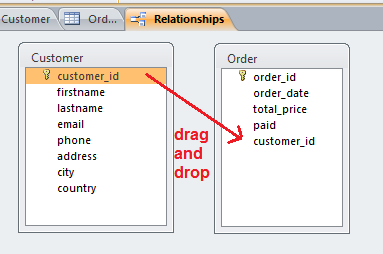 Customer
Ord...
Relationships
Customer
customer_id
firstname
lastname
email
phone
address
city
country
Order
order_id
order_date
total_price
paid
customer_id
drag
and
drop